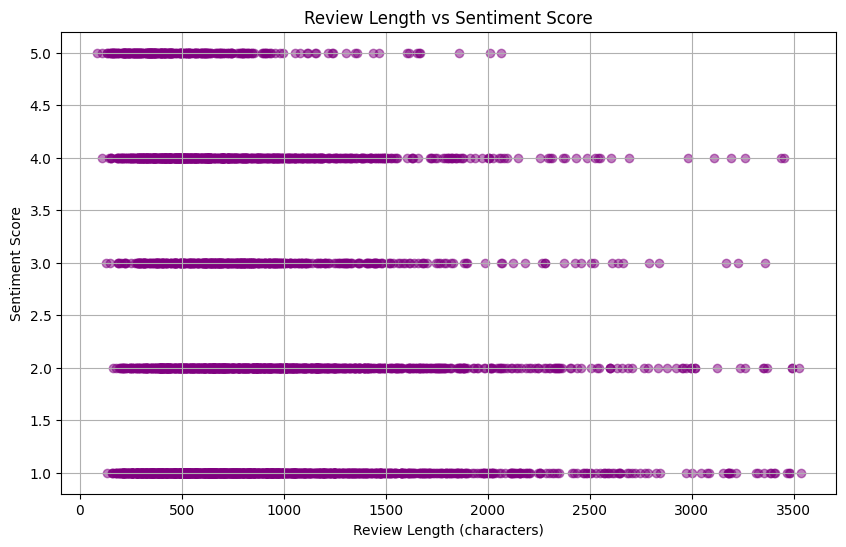 Review Length vs Sentiment Score
Sentiment Score
5.0
4.5
4.0
3.5
3.0
2.5
2.0
1.5
1.0
0 500 1000 1500 2000 2500 3000 3500
Review Length (characters)